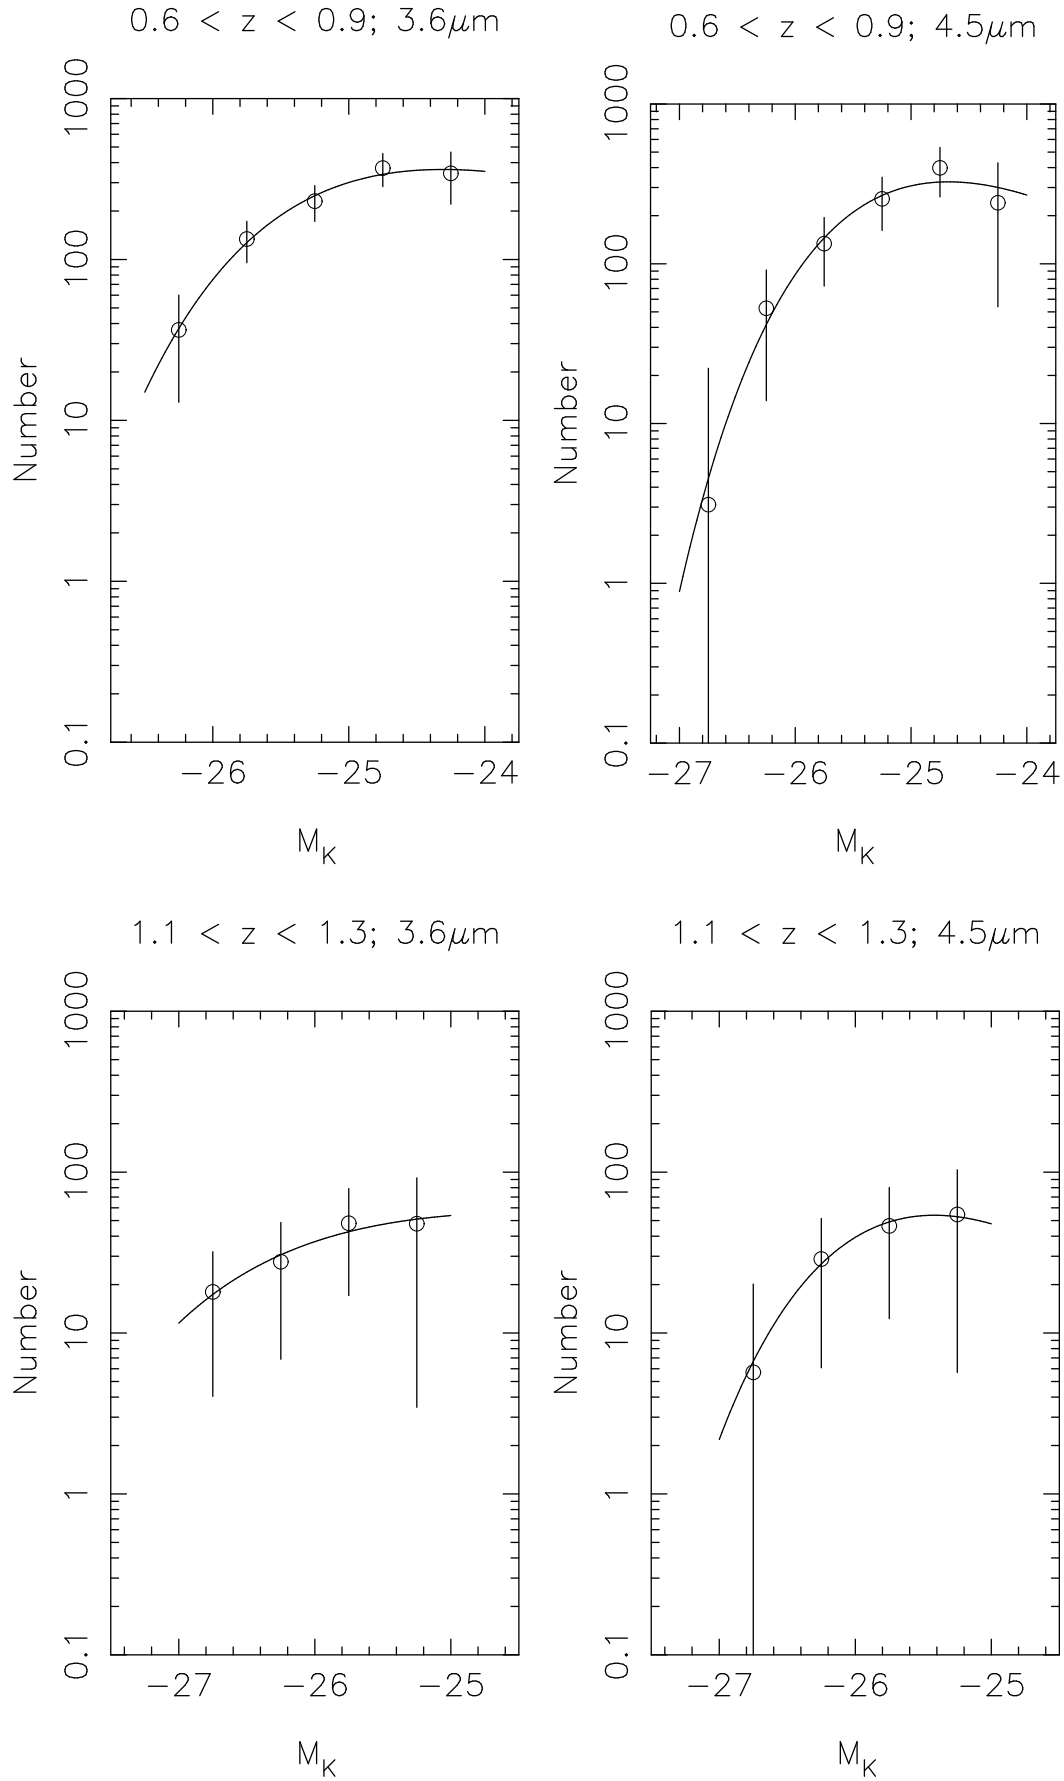 0.6 < z < 0.9; 3.6μm
1000
100
10
1
0.1
Number
−26 −25 −24
M_K
0.6 < z < 0.9; 4.5μm
1000
100
10
1
0.1
Number
−27 −26 −25 −24
M_K
1.1 < z < 1.3; 3.6μm
1000
100
10
1
0.1
Number
−27 −26 −25
M_K
1.1 < z < 1.3; 4.5μm
1000
100
10
1
0.1
Number
−27 −26 −25
M_K